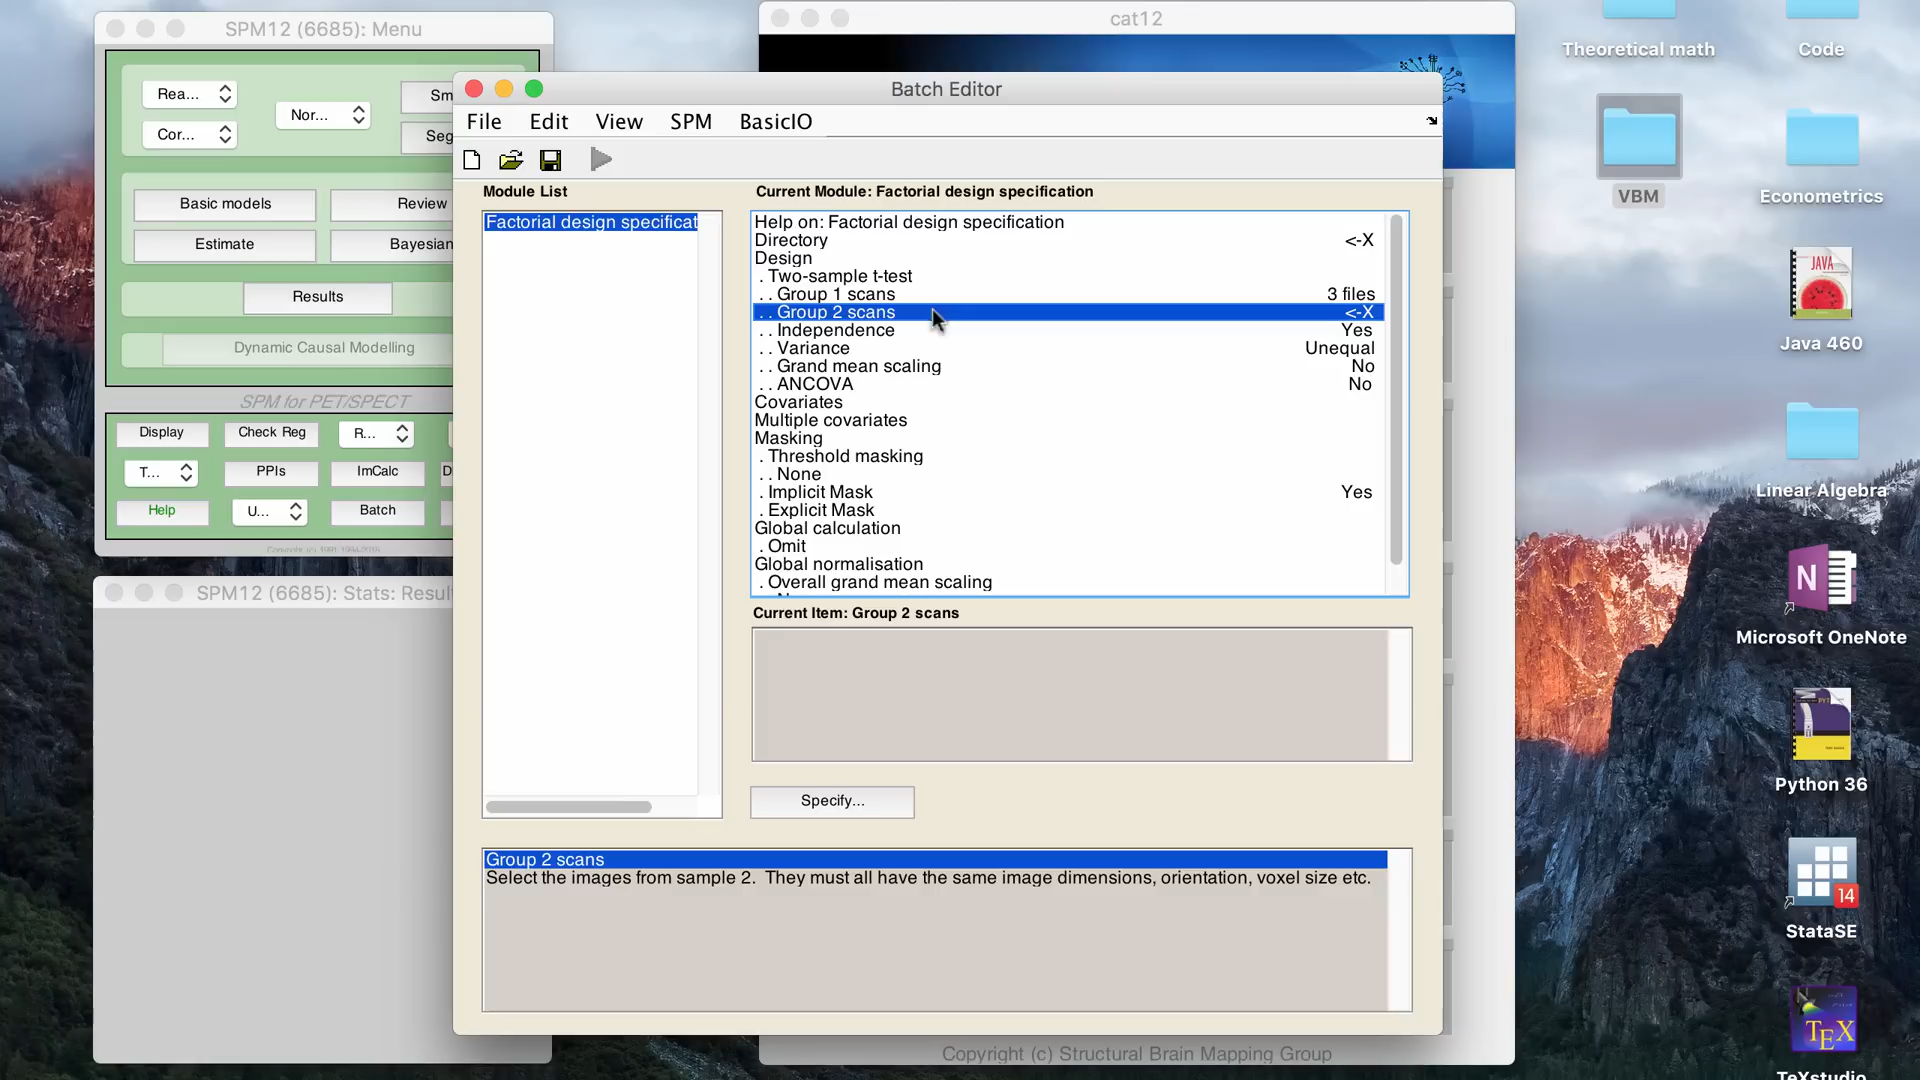 SPM12 (6685): Menu
Rea...
Nor...
Sm
Cor...
Seg
Basic models
Review
Estimate
Bayesian
Results
Dynamic Causal Modelling
SPM for PET/SPECT
Display
Check Reg
R...
T...
PPIs
ImCalc
D
Help
U...
Batch
SPM12 (6685): Stats: Resul
cat12
Batch Editor
File Edit View SPM BasicIO
Module List
Factorial design specificat
Current Module: Factorial design specification
Help on: Factorial design specification
Directory <-X
Design
. Two-sample t-test
. . Group 1 scans 3 files
. . Group 2 scans <-X
. . Independence Yes
. . Variance Unequal
. . Grand mean scaling No
. . ANCOVA No
Covariates
Multiple covariates
Masking
. Threshold masking
. . None
. Implicit Mask Yes
. Explicit Mask
Global calculation
. Omit
Global normalisation
. Overall grand mean scaling
Current Item: Group 2 scans
Specify...
Group 2 scans
Select the images from sample 2.  They must all have the same image dimensions, orientation, voxel size etc.
Copyright (c) Structural Brain Mapping Group
Theoretical math
Code
VBM
Econometrics
JAVA
Java 460
Linear Algebra
N
Microsoft OneNote
Python 36
14
StataSE
TEX
TeXstudio